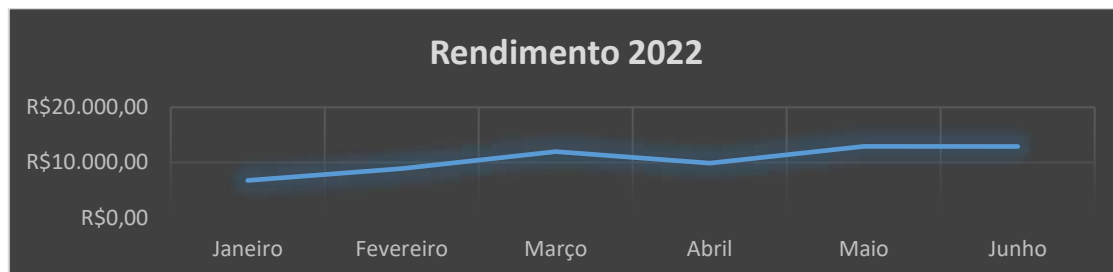 Rendimento 2022
R$20.000,00
R$10.000,00
R$0,00
Janeiro Fevereiro Março Abril Maio Junho